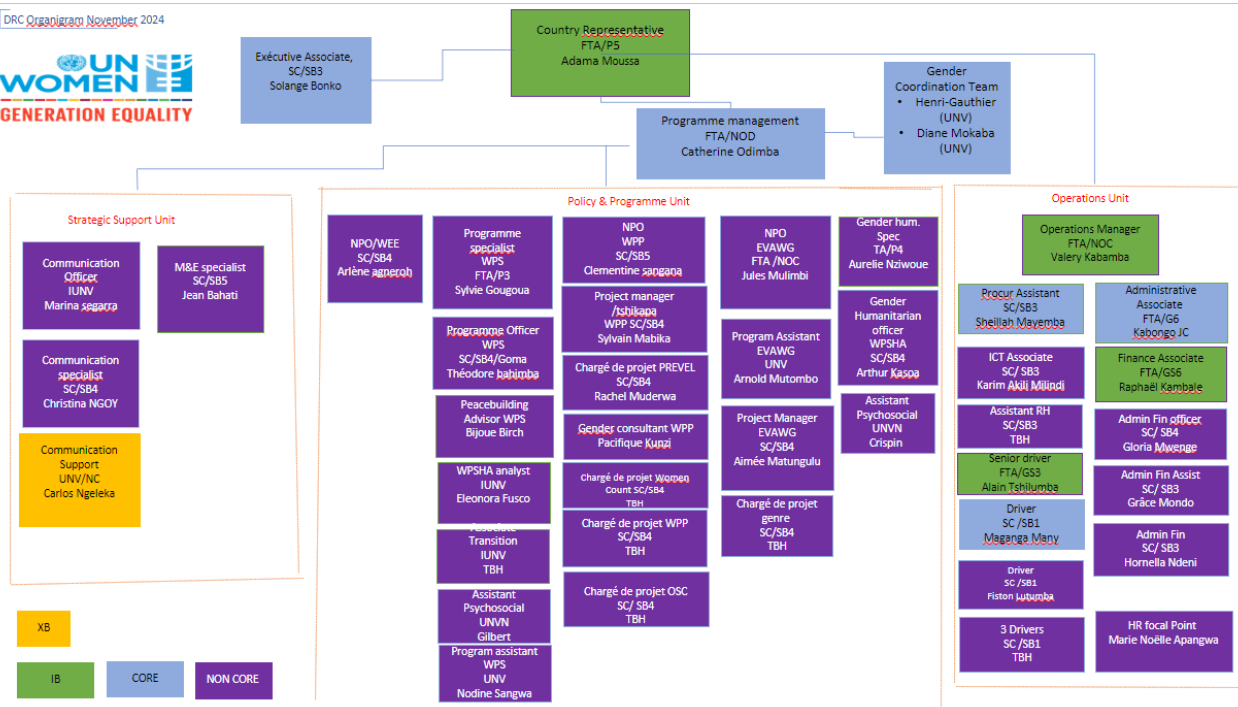 DRC Organigram November 2024
UN
WOMEN
GENERATION EQUALITY
Exécutive Associate,
SC/SB3
Solange Bonko
Country Representative
FTA/P5
Adama Moussa
Programme management
FTA/NOD
Catherine Odimba
Gender
Coordination Team
• Henri-Gauthier
(UNV)
• Diane Mokaba
(UNV)
Strategic Support Unit
Communication
Officer
IUNV
Marina segarra
M&E specialist
SC/SB5
Jean Bahati
Communication
specialist
SC/SB4
Christina NGOY
Communication
Support
UNV/NC
Carlos Ngeleka
XB
IB
CORE
NON CORE
Policy & Programme Unit
NPO/WEE
SC/SB4
Arlène agneroh
Programme
specialist
WPS
FTA/P3
Sylvie Gougoua
Programme Officer
WPS
SC/SB4/Goma
Théodore bahimba
Peacebuilding
Advisor WPS
Bijoue Birch
WPSHA analyst
IUNV
Eleonora Fusco
Associate
Transition
IUNV
TBH
Assistant
Psychosocial
UNVN
Gilbert
Program assistant
WPS
UNV
Nodine Sangwa
NPO
WPP
SC/SB5
Clementine sangana
Project manager
/tshikapa
WPP SC/SB4
Sylvain Mabika
Chargé de projet PREVEL
SC/SB4
Rachel Muderwa
Gender consultant WPP
Pacifique Kunzi
Chargé de projet Women
Count SC/SB4
TBH
Chargé de projet WPP
SC/SB4
TBH
Chargé de projet OSC
SC/ SB4
TBH
NPO
EVAWG
FTA /NOC
Jules Mulimbi
Program Assistant
EVAWG
UNV
Arnold Mutombo
Project Manager
EVAWG
SC/SB4
Aimée Matungulu
Chargé de projet
genre
SC/SB4
TBH
Gender hum.
Spec
TA/P4
Aurelie Nziwoue
Gender
Humanitarian
officer
WPSHA
SC/SB4
Arthur Kaspa
Assistant
Psychosocial
UNVN
Crispin
Operations Unit
Operations Manager
FTA/NOC
Valery Kabamba
Procur Assistant
SC/SB3
Sheillah Mayemba
ICT Associate
SC/ SB3
Karim Akili Milindi
Assistant RH
SC/SB3
TBH
Senior driver
FTA/GS3
Alain Tshilumba
Driver
SC /SB1
Maganga Many
Driver
SC /SB1
Fiston Lutumba
3 Drivers
SC /SB1
TBH
Administrative
Associate
FTA/G6
Kabongo JC
Finance Associate
FTA/GS6
Raphaël Kambale
Admin Fin officer
SC/ SB4
Gloria Mwenge
Admin Fin Assist
SC/ SB3
Grâce Mondo
Admin Fin
SC/ SB3
Hornella Ndeni
HR focal Point
Marie Noëlle Apangwa